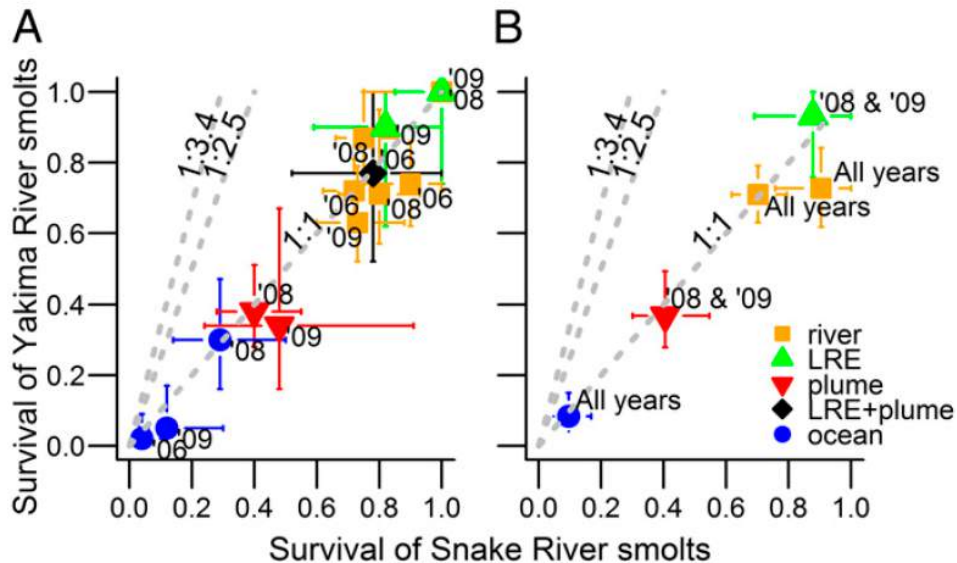 A
B
Survival of Yakima River smolts
1.0
0.8
0.6
0.4
0.2
0.0
1:3.4
1:2.5
1:1
'09
'08
'09
'08
'06
'06
'06
'08
'09
'08
'09
'08
'06
'09
0.0 0.2 0.4 0.6 0.8 1.0
1:3.4
1:2.5
1:1
'08 & '09
All years
All years
'08 & '09
All years
river
LRE
plume
LRE+plume
ocean
0.0 0.2 0.4 0.6 0.8 1.0
Survival of Snake River smolts